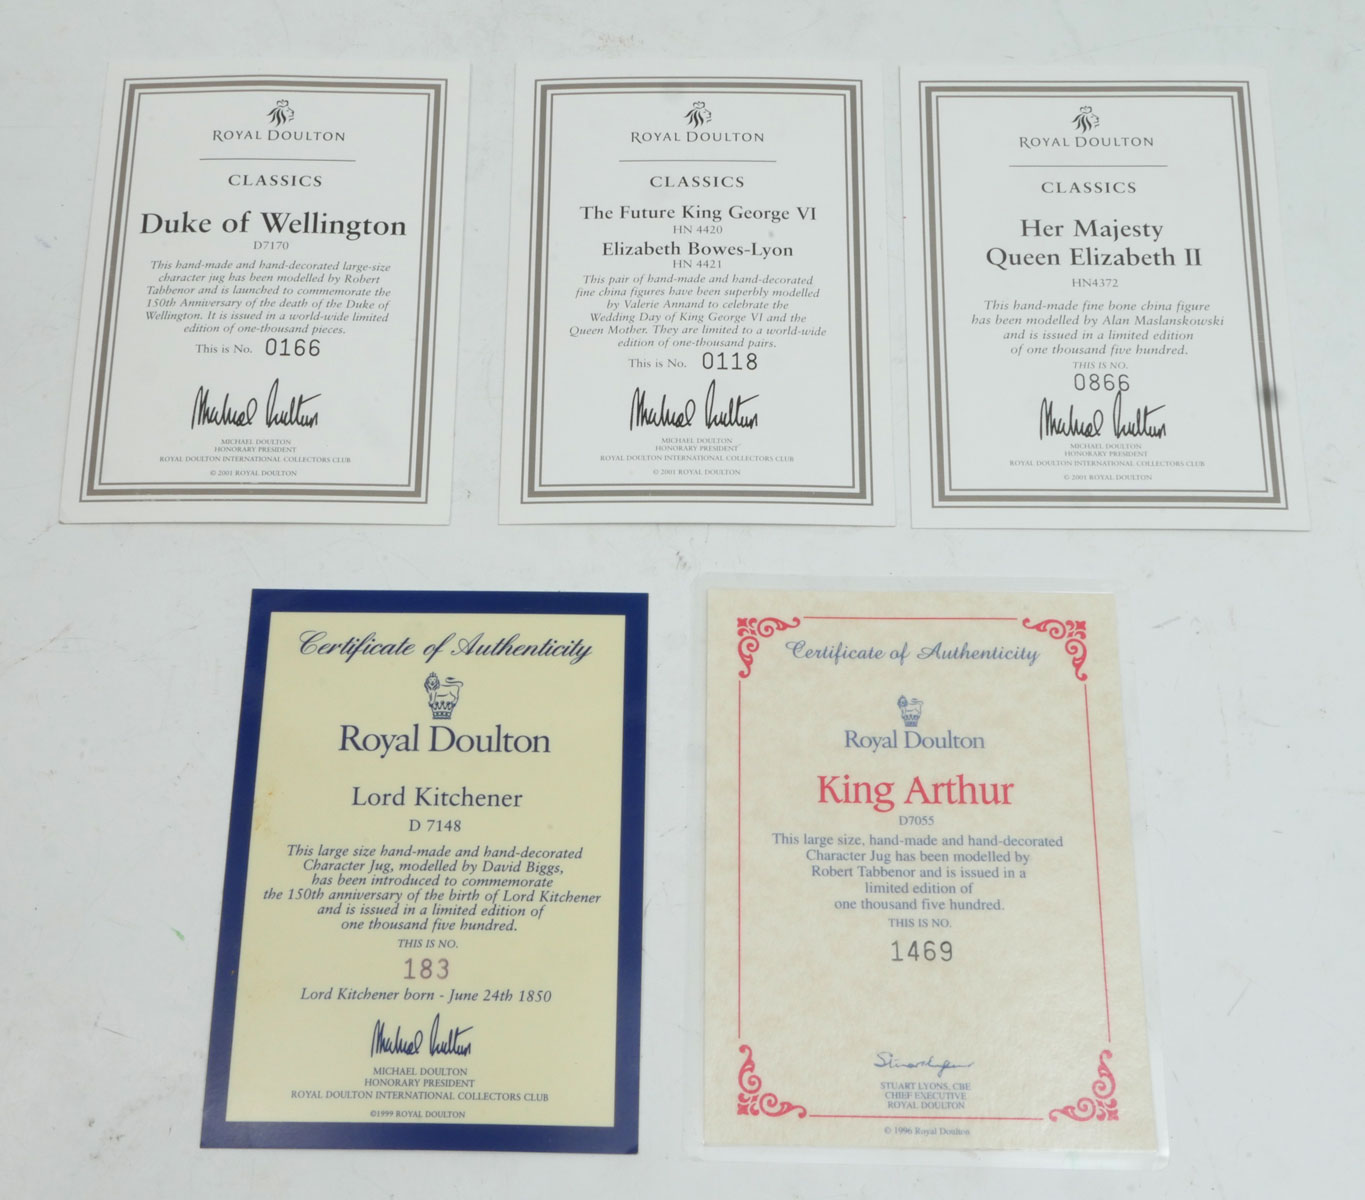 ROYAL DOULTON
CLASSICS
Duke of Wellington
D7170
This hand-made and hand-decorated large-size
character jug has been modelled by Robert
Tabbenor and is launched to commemorate the
150th Anniversary of the death of the Duke of
Wellington. It is issued in a world-wide limited
edition of one-thousand pieces.
This is No. 0166
Michael Doulton
MICHAEL DOULTON
HONORARY PRESIDENT
ROYAL DOULTON INTERNATIONAL COLLECTORS CLUB
© 2001 ROYAL DOULTON
ROYAL DOULTON
CLASSICS
The Future King George VI
HN 4420
Elizabeth Bowes-Lyon
HN 4421
This pair of hand-made and hand-decorated
fine china figures have been superbly modelled
by Valerie Annand to celebrate the
Wedding Day of King George VI and the
Queen Mother. They are limited to a world-wide
edition of one-thousand pairs.
This is No. 0118
Michael Doulton
MICHAEL DOULTON
HONORARY PRESIDENT
ROYAL DOULTON INTERNATIONAL COLLECTORS CLUB
© 2001 ROYAL DOULTON
ROYAL DOULTON
CLASSICS
Her Majesty
Queen Elizabeth II
HN4372
This hand-made fine bone china figure
has been modelled by Alan Maslanskowski
and is issued in a limited edition
of one thousand five hundred.
THIS IS NO.
0866
Michael Doulton
MICHAEL DOULTON
HONORARY PRESIDENT
ROYAL DOULTON INTERNATIONAL COLLECTORS CLUB
© 2001 ROYAL DOULTON
Certificate of Authenticity
Royal Doulton
Lord Kitchener
D 7148
This large size hand-made and hand-decorated
Character Jug, modelled by David Biggs,
has been introduced to commemorate
the 150th anniversary of the birth of Lord Kitchener
and is issued in a limited edition of
one thousand five hundred.
THIS IS NO.
183
Lord Kitchener born - June 24th 1850
Michael Doulton
MICHAEL DOULTON
HONORARY PRESIDENT
ROYAL DOULTON INTERNATIONAL COLLECTORS CLUB
©1999 ROYAL DOULTON
Certificate of Authenticity
Royal Doulton
King Arthur
D7055
This large size, hand-made and hand-decorated
Character Jug has been modelled by
Robert Tabbenor and is issued in a
limited edition of
one thousand five hundred.
THIS IS NO.
1469
Stuart Lyons
STUART LYONS, CBE
CHIEF EXECUTIVE
ROYAL DOULTON
© 1996 Royal Doulton